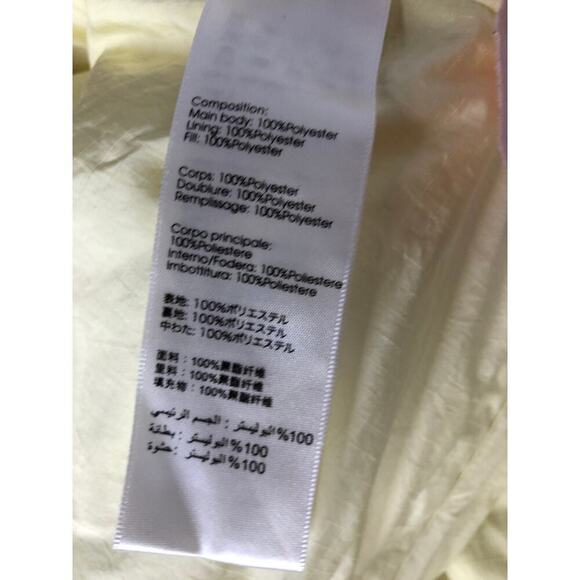 Composition:
Main body: 100%Polyester
Lining: 100%Polyester
Fill: 100%Polyester
Corps: 100%Polyester
Doublure: 100%Polyester
Remplissage: 100%Polyester
Corpo principale:
100%Poliestere
Interno/Fodera: 100%Poliestere
Imbottitura: 100%Poliestere
表地: 100%ポリエステル
裏地: 100%ポリエステル
中わた: 100%ポリエステル
面料：100%聚酯纤维
里料：100%聚酯纤维
填充物：100%聚酯纤维
100% البوليستر : الجسم الرئيسي
100% البوليستر : بطانة
100% البوليستر : حشوة